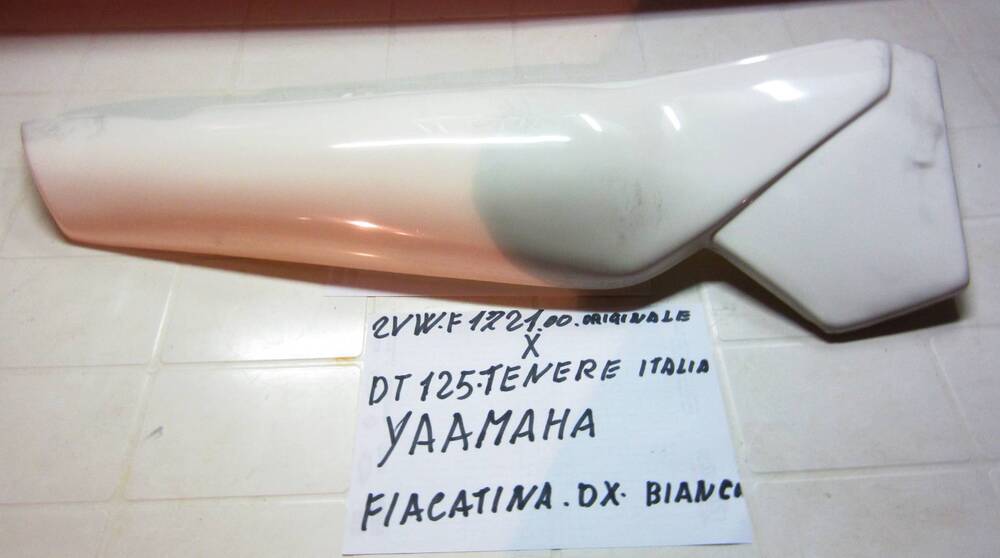 2VW.F1721.00.ORIGINALE
X
DT125.TENERE ITALIA
YAAMAHA
FIACATINA.DX. BIANCO